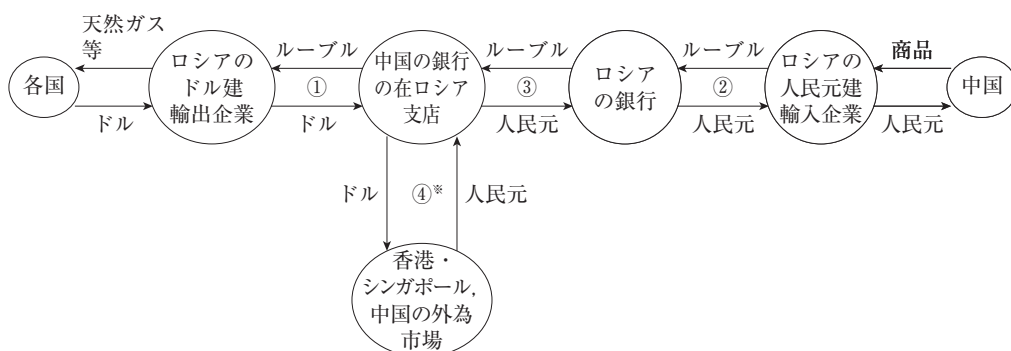 天然ガス
等
各国
ドル
ロシアの
ドル建
輸出企業
ルーブル
①
ドル
中国の銀行
の在ロシア
支店
ルーブル
③
人民元
ロシア
の銀行
ルーブル
②
人民元
ロシアの
人民元建
輸入企業
商品
人民元
中国
ドル
④※
人民元
香港・
シンガポール,
中国の外為
市場